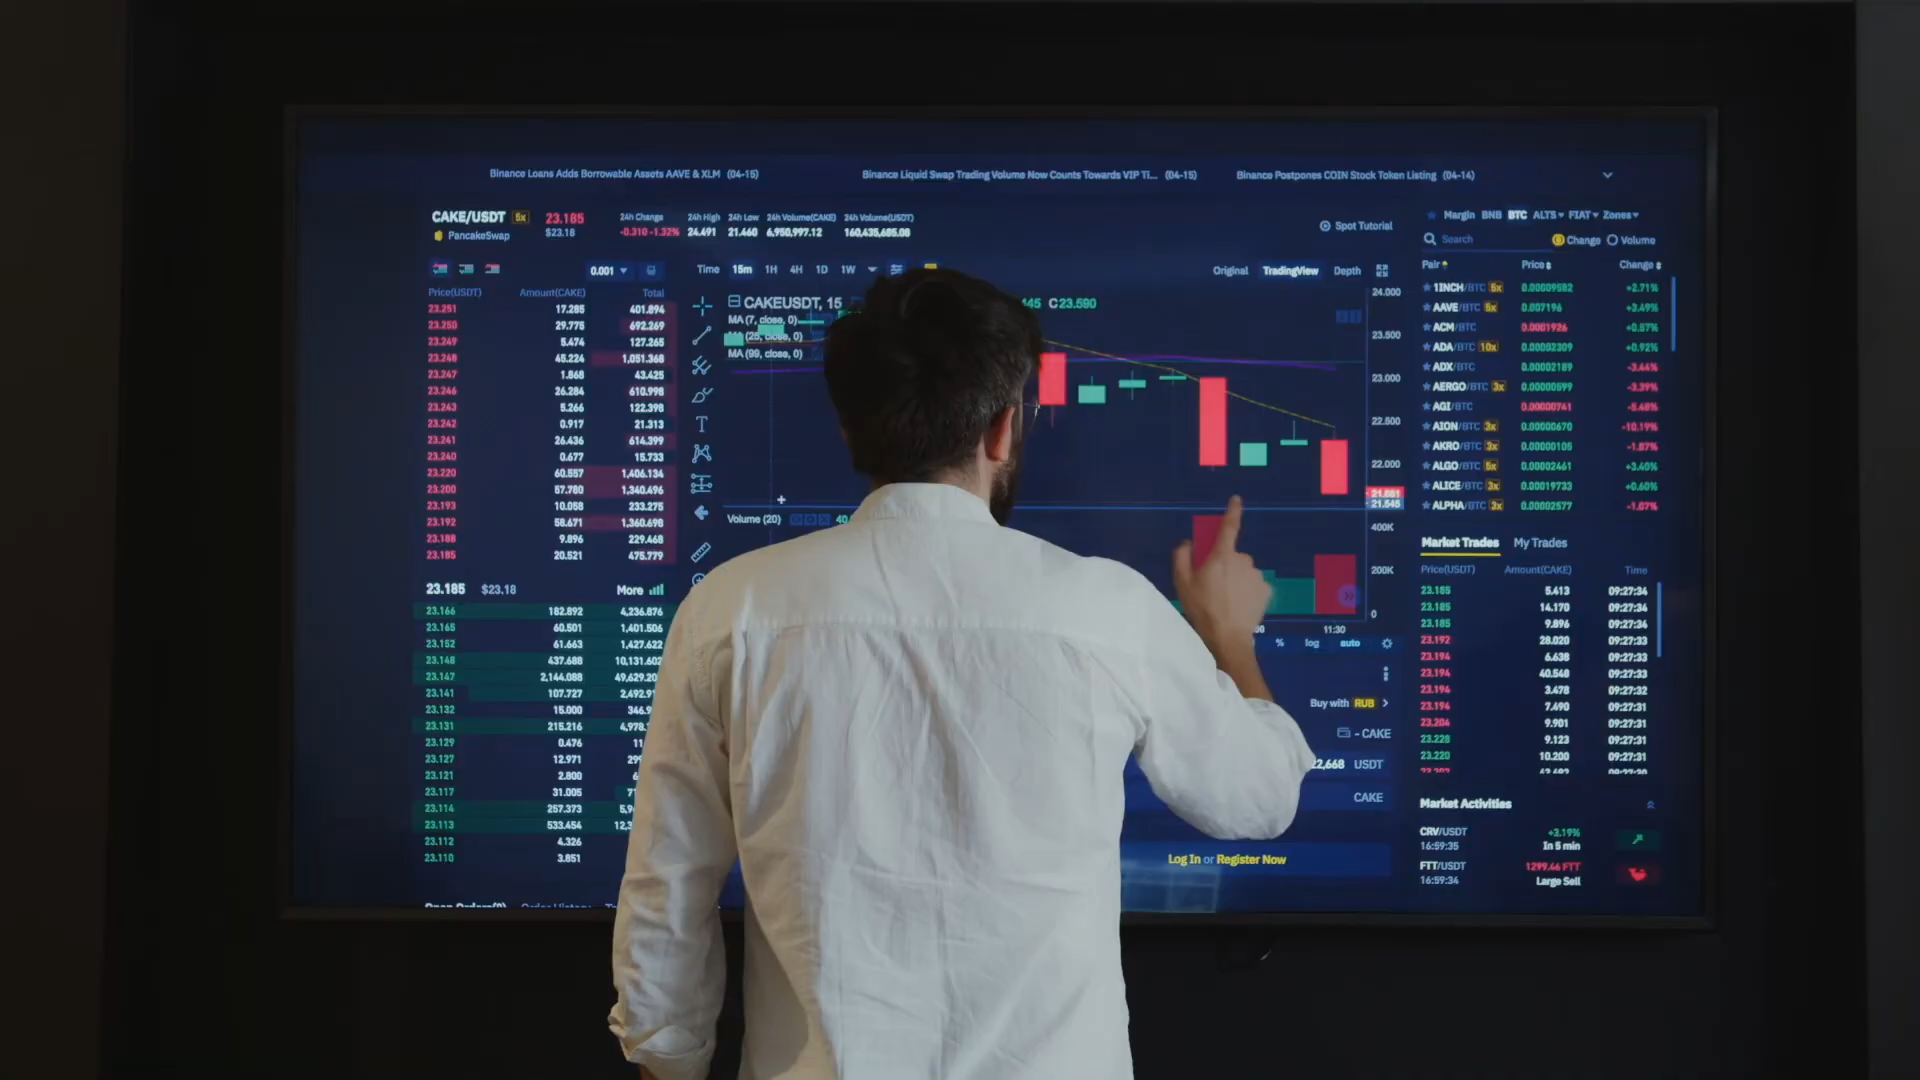 Binance Loans Adds Borrowable Assets AAVE & XLM (04-15)
Binance Liquid Swap Trading Volume Now Counts Towards VIP Ti... (04-15)
Binance Postpones COIN Stock Token Listing (04-14)
CAKE/USDT 5x 23.185
PancakeSwap $23.18
24h Change 24h High 24h Low 24h Volume(CAKE) 24h Volume(USDT)
-0.310 -1.32% 24.491 21.460 6,950,997.12 160,435,685.08
Spot Tutorial
0.001
Price(USDT) Amount(CAKE) Total
23.251 17.285 401.894
23.250 29.775 692.269
23.249 5.474 127.265
23.248 45.224 1,051.368
23.247 1.868 43.425
23.246 26.284 610.998
23.243 5.266 122.398
23.242 0.917 21.313
23.241 26.436 614.399
23.240 0.677 15.733
23.220 60.557 1,406.134
23.200 57.780 1,340.496
23.193 10.058 233.275
23.192 58.671 1,360.698
23.188 9.896 229.468
23.185 20.521 475.779
23.185 $23.18 More
23.166 182.892 4,236.876
23.165 60.501 1,401.506
23.152 61.663 1,427.622
23.148 437.688 10,131.602
23.147 2,144.088 49,629.20
23.141 107.727 2,492.9
23.132 15.000 346.9
23.131 215.216 4,978.
23.129 0.476 11
23.127 12.971 29
23.121 2.800 6
23.117 31.005 7
23.114 257.373 5,9
23.113 533.454 12,3
23.112 4.326
23.110 3.851
Open Orders(0) Order History
Time 15m 1H 4H 1D 1W
Original TradingView Depth
CAKEUSDT, 15 145 C23.590
MA (7, close, 0)
MA (25, close, 0)
MA (99, close, 0)
24.000
23.500
23.000
22.500
22.000
21.661
21.545
Volume (20) 40
400K
200K
0
11:30
% log auto
Buy with RUB
- CAKE
22,668 USDT
CAKE
Log In or Register Now
Margin BNB BTC ALTS FIAT Zones
Search Change Volume
Pair Price Change
1INCH/BTC 5x 0.00009582 +2.71%
AAVE/BTC 5x 0.007196 +3.49%
ACM/BTC 0.0001926 +0.57%
ADA/BTC 10x 0.00002309 +0.92%
ADX/BTC 0.00002189 -3.44%
AERGO/BTC 3x 0.00000599 -3.39%
AGI/BTC 0.00000741 -5.48%
AION/BTC 3x 0.00000670 -10.19%
AKRO/BTC 3x 0.00000105 -1.87%
ALGO/BTC 5x 0.00002461 +3.40%
ALICE/BTC 3x 0.00019733 +0.60%
ALPHA/BTC 3x 0.00002577 -1.07%
Market Trades My Trades
Price(USDT) Amount(CAKE) Time
23.185 5.413 09:27:34
23.185 14.170 09:27:34
23.185 9.896 09:27:34
23.192 28.020 09:27:33
23.194 6.638 09:27:33
23.194 40.548 09:27:33
23.194 3.478 09:27:32
23.194 7.490 09:27:31
23.204 9.901 09:27:31
23.228 9.123 09:27:31
23.220 10.200 09:27:31
Market Activities
CRV/USDT +3.19%
16:59:35 In 5 min
FTT/USDT 1299.46 FTT
16:59:34 Large Sell